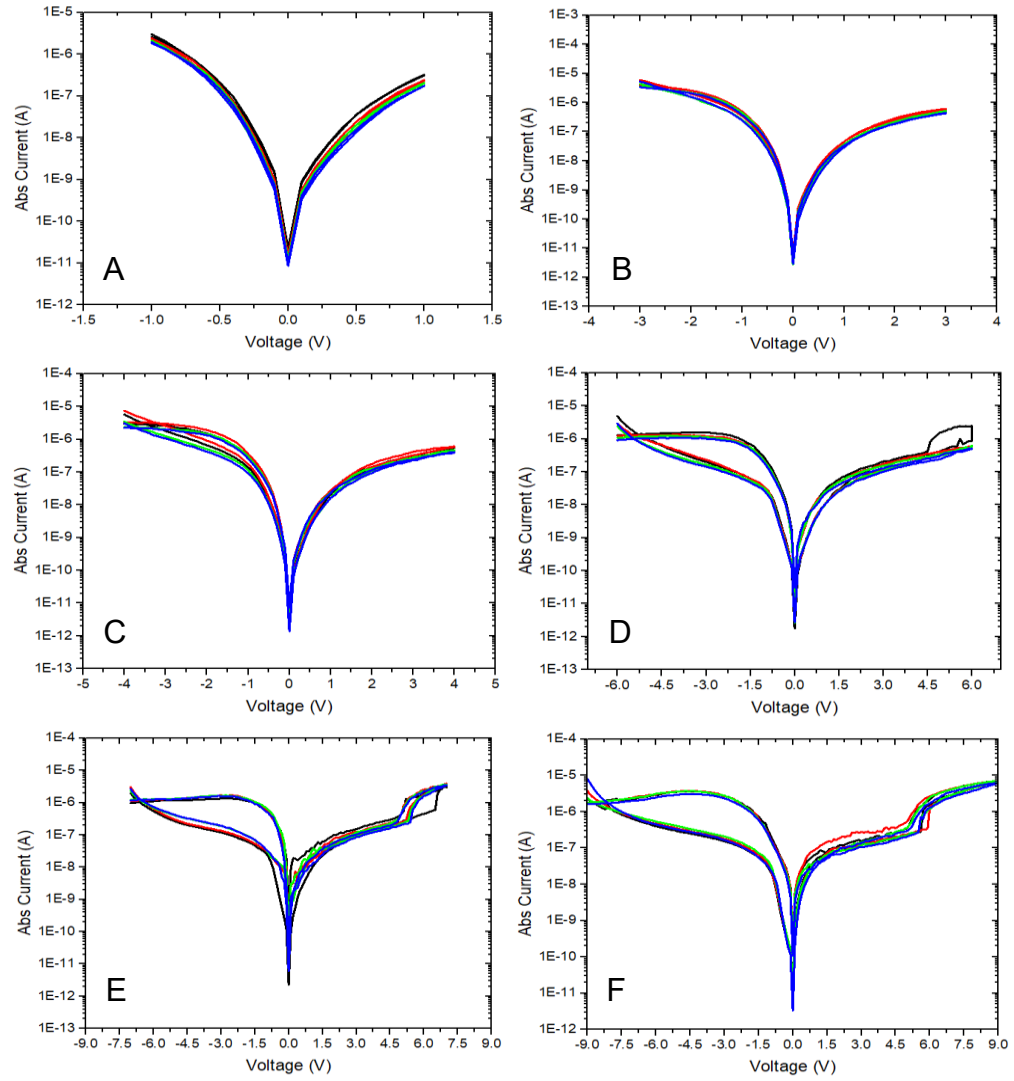 1E-5
1E-6
1E-7
1E-8
1E-9
1E-10
1E-11
1E-12
Abs Current (A)
A
-1.5 -1.0 -0.5 0.0 0.5 1.0 1.5
Voltage (V)
1E-3
1E-4
1E-5
1E-6
1E-7
1E-8
1E-9
1E-10
1E-11
1E-12
1E-13
Abs Current (A)
B
-4 -3 -2 -1 0 1 2 3 4
Voltage (V)
1E-4
1E-5
1E-6
1E-7
1E-8
1E-9
1E-10
1E-11
1E-12
1E-13
Abs Current (A)
C
-5 -4 -3 -2 -1 0 1 2 3 4 5
Voltage (V)
1E-4
1E-5
1E-6
1E-7
1E-8
1E-9
1E-10
1E-11
1E-12
1E-13
Abs Current (A)
D
-6.0 -4.5 -3.0 -1.5 0.0 1.5 3.0 4.5 6.0
Voltage (V)
1E-4
1E-5
1E-6
1E-7
1E-8
1E-9
1E-10
1E-11
1E-12
1E-13
Abs Current (A)
E
-9.0 -7.5 -6.0 -4.5 -3.0 -1.5 0.0 1.5 3.0 4.5 6.0 7.5 9.0
Voltage (V)
1E-4
1E-5
1E-6
1E-7
1E-8
1E-9
1E-10
1E-11
1E-12
Abs Current (A)
F
-9.0 -7.5 -6.0 -4.5 -3.0 -1.5 0.0 1.5 3.0 4.5 6.0 7.5 9.0
Voltage (V)